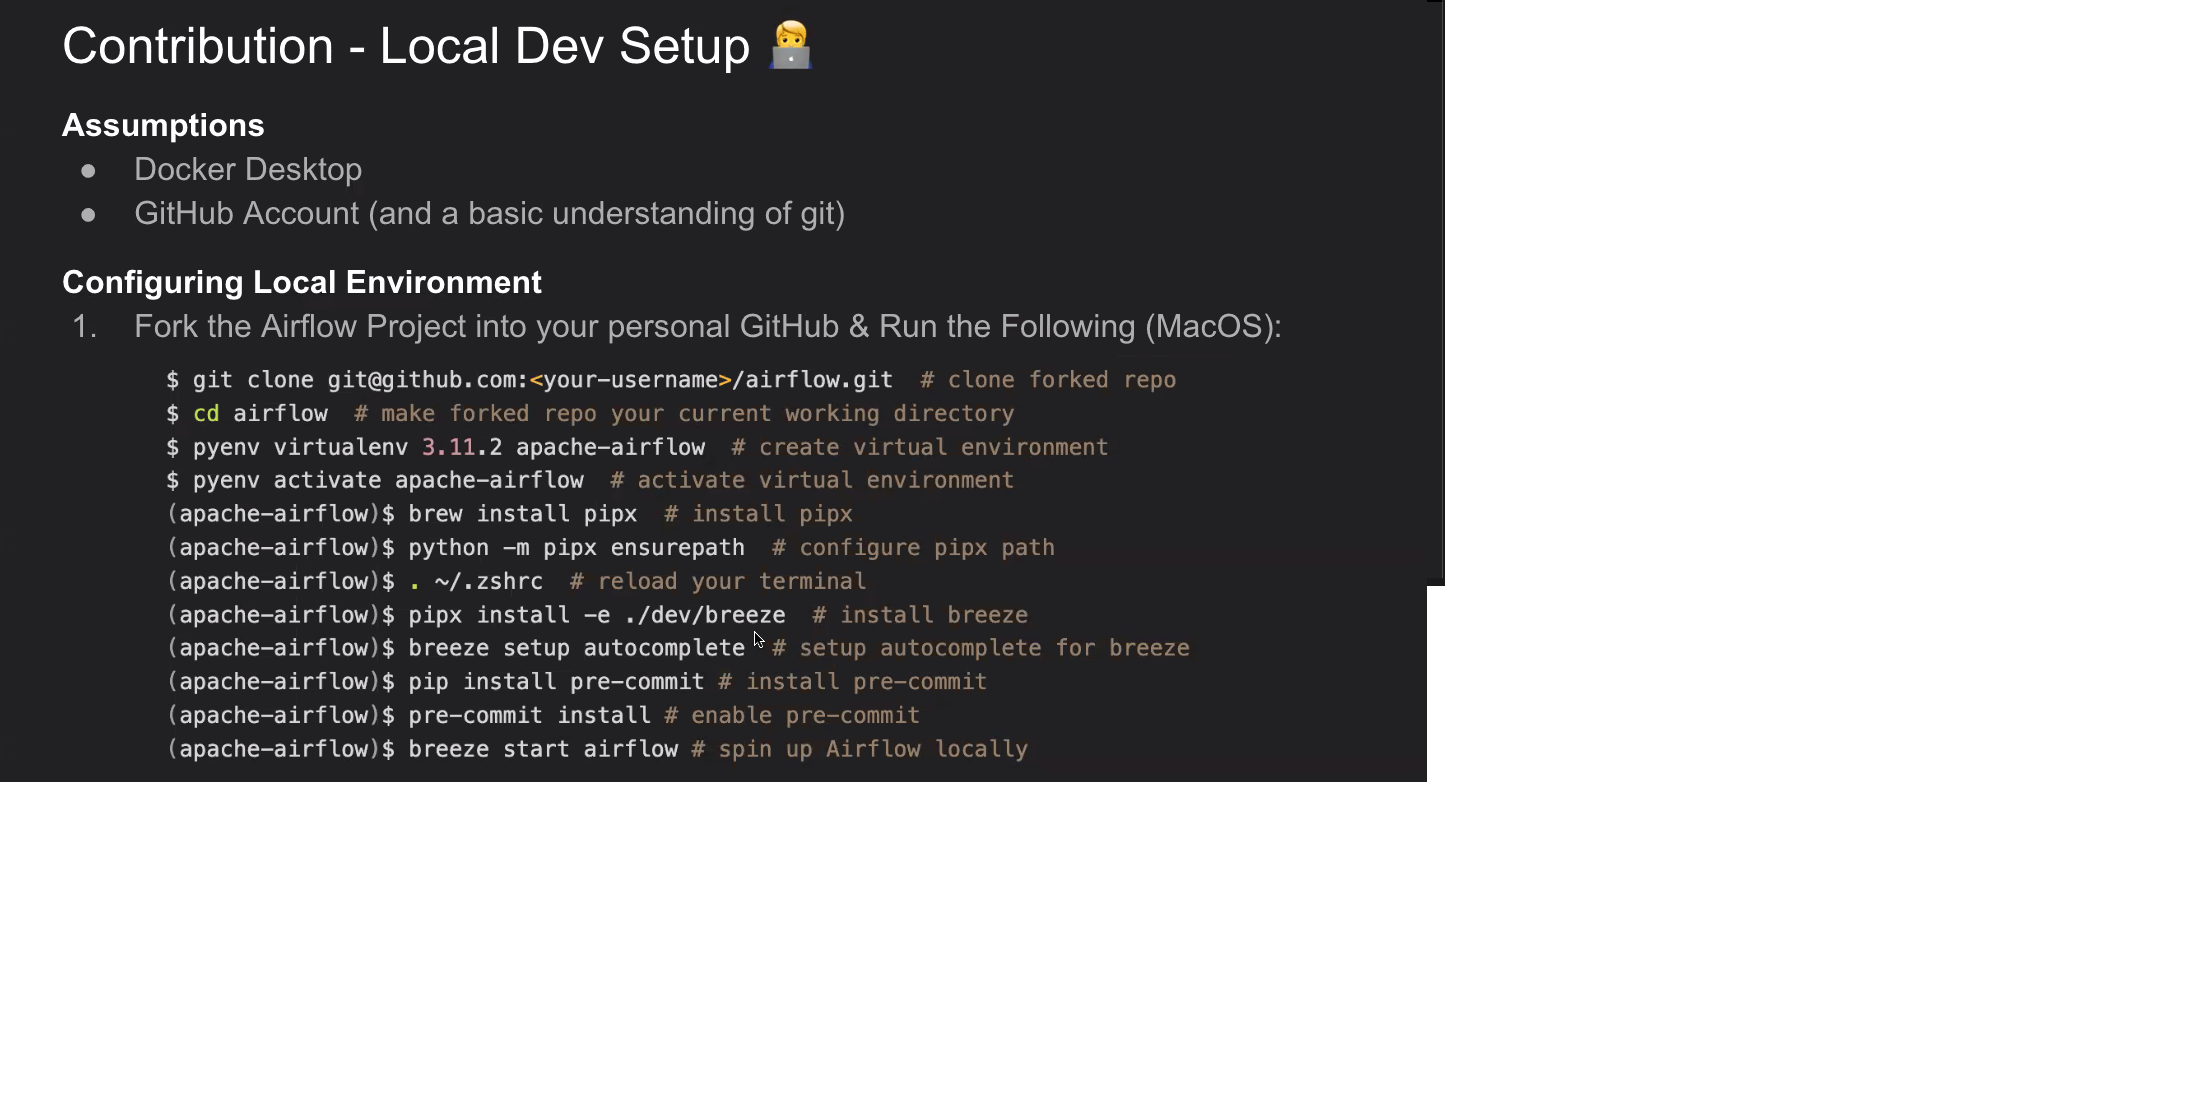 Contribution - Local Dev Setup 🧑‍💻
Assumptions
● Docker Desktop
● GitHub Account (and a basic understanding of git)
Configuring Local Environment
1. Fork the Airflow Project into your personal GitHub & Run the Following (MacOS):
$ git clone git@github.com:<your-username>/airflow.git  # clone forked repo
$ cd airflow  # make forked repo your current working directory
$ pyenv virtualenv 3.11.2 apache-airflow  # create virtual environment
$ pyenv activate apache-airflow  # activate virtual environment
(apache-airflow)$ brew install pipx  # install pipx
(apache-airflow)$ python -m pipx ensurepath  # configure pipx path
(apache-airflow)$ . ~/.zshrc  # reload your terminal
(apache-airflow)$ pipx install -e ./dev/breeze  # install breeze
(apache-airflow)$ breeze setup autocomplete  # setup autocomplete for breeze
(apache-airflow)$ pip install pre-commit # install pre-commit
(apache-airflow)$ pre-commit install # enable pre-commit
(apache-airflow)$ breeze start airflow # spin up Airflow locally